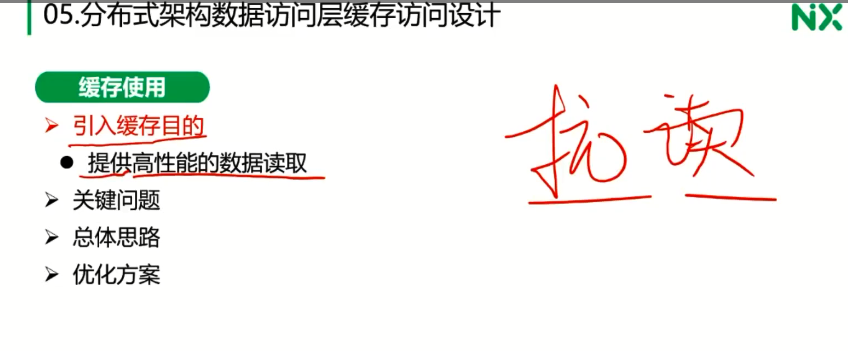 05.分布式架构数据访问层缓存访问设计
NX
缓存使用
➢ 引入缓存目的
● 提供高性能的数据读取
➢ 关键问题
➢ 总体思路
➢ 优化方案
抗读